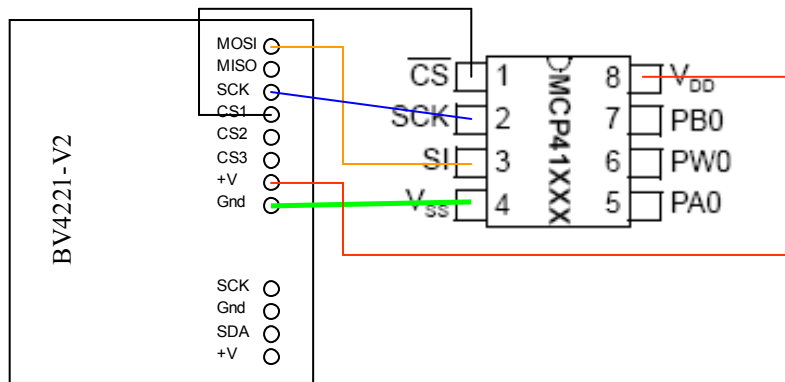 BV4221-V2
MOSI
MISO
SCK
CS1
CS2
CS3
+V
Gnd
SCK
Gnd
SDA
+V
CS 1
SCK 2
SI 3
VSS 4
MCP41XXX
8 VDD
7 PB0
6 PW0
5 PA0